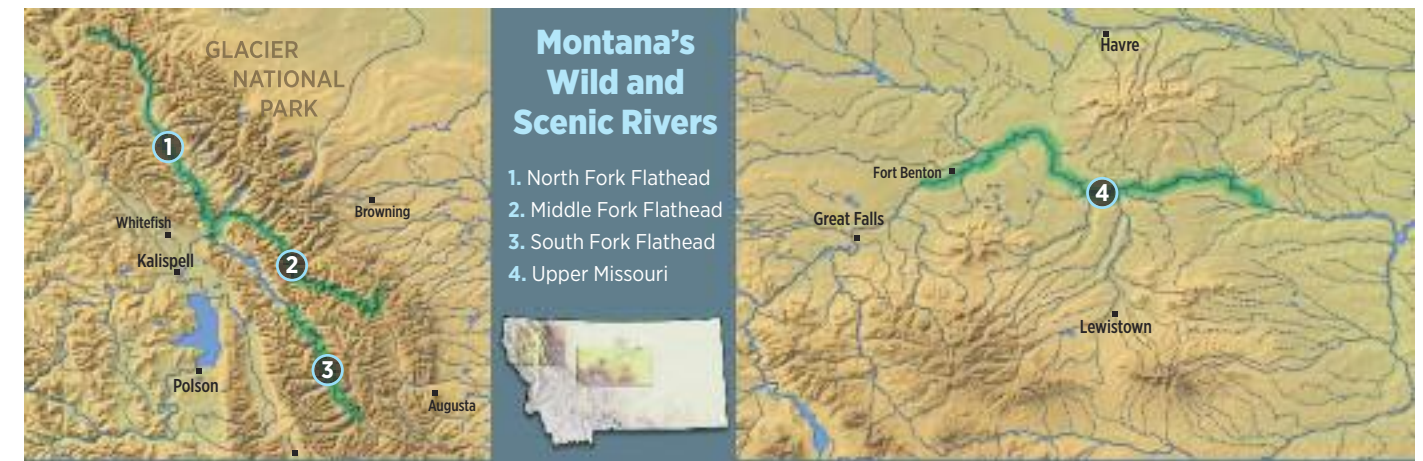 GLACIER
NATIONAL
PARK
1
Whitefish
Browning
Kalispell
2
3
Polson
Augusta
Montana’s
Wild and
Scenic Rivers
1. North Fork Flathead
2. Middle Fork Flathead
3. South Fork Flathead
4. Upper Missouri
Havre
Fort Benton
4
Great Falls
Lewistown